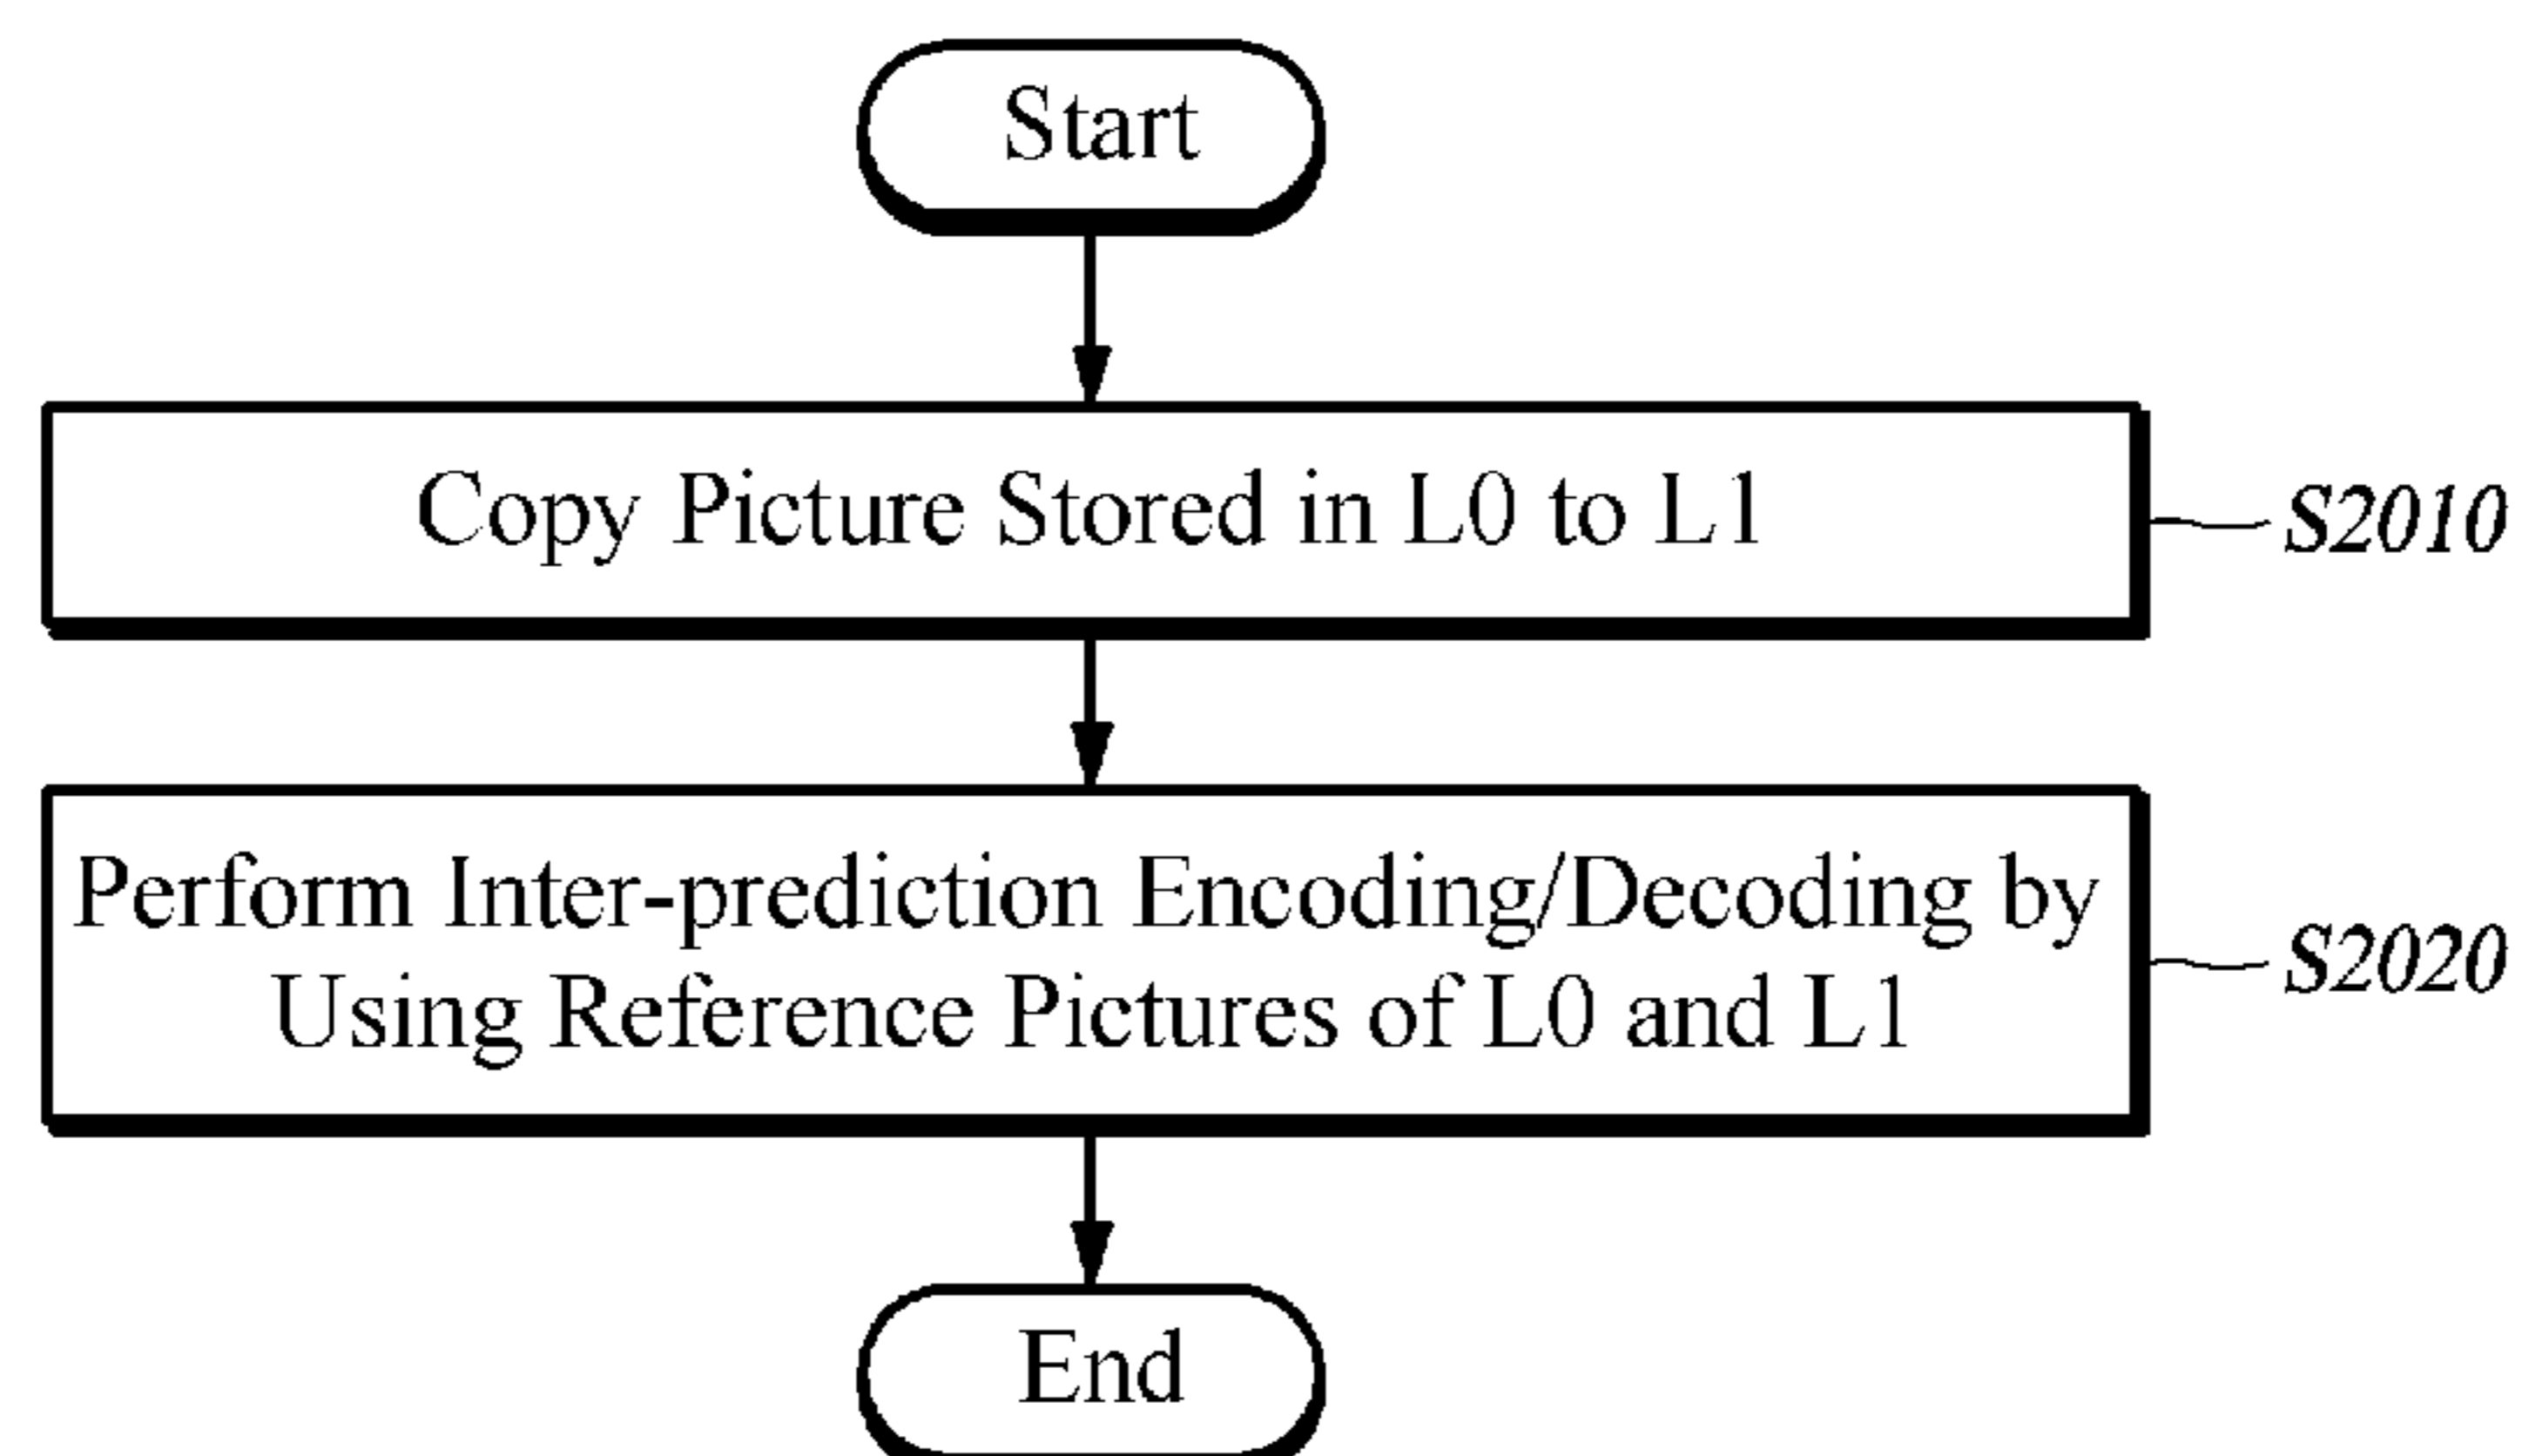 Start
Copy Picture Stored in L0 to L1
S2010
Perform Inter-prediction Encoding/Decoding by
Using Reference Pictures of L0 and L1
S2020
End